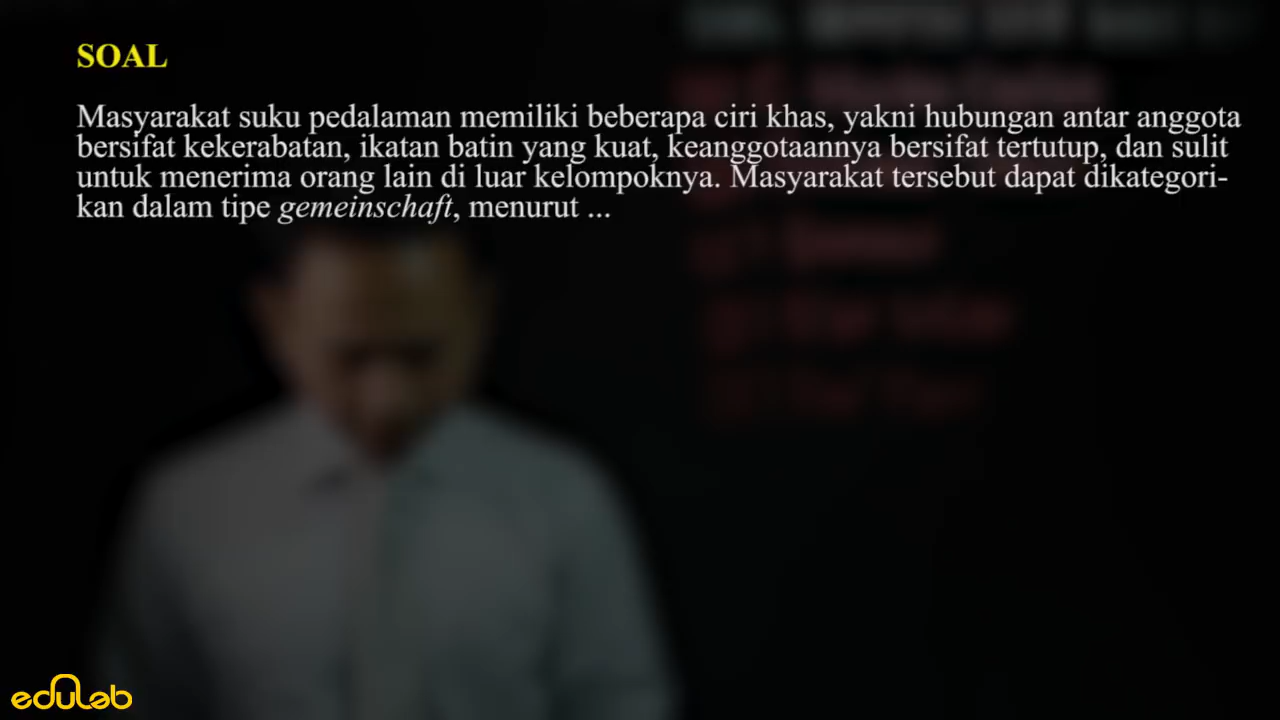 SOAL
Masyarakat suku pedalaman memiliki beberapa ciri khas, yakni hubungan antar anggota
bersifat kekerabatan, ikatan batin yang kuat, keanggotaannya bersifat tertutup, dan sulit
untuk menerima orang lain di luar kelompoknya. Masyarakat tersebut dapat dikategori-
kan dalam tipe gemeinschaft, menurut ...
edulab